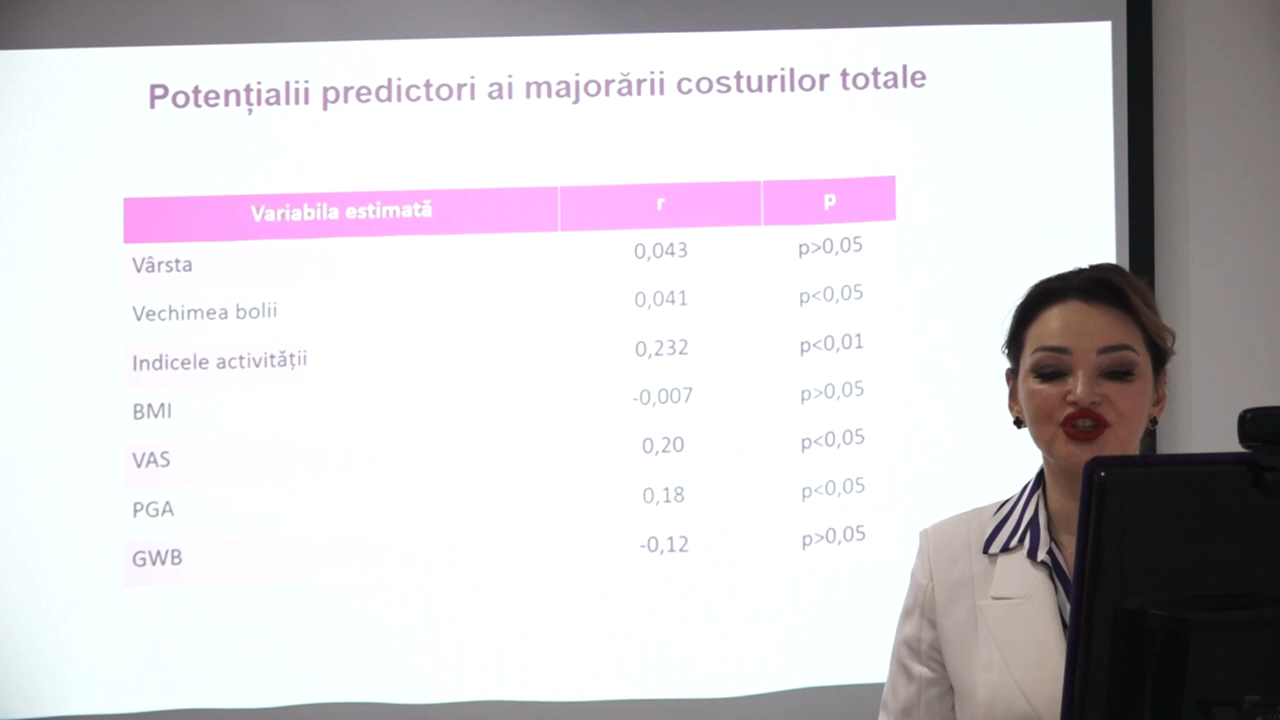 Potențialii predictori ai majorării costurilor totale
Variabila estimată r p
Vârsta 0,043 p>0,05
Vechimea bolii 0,041 p<0,05
Indicele activității 0,232 p<0,01
BMI -0,007 p>0,05
VAS 0,20 p<0,05
PGA 0,18 p<0,05
GWB -0,12 p>0,05